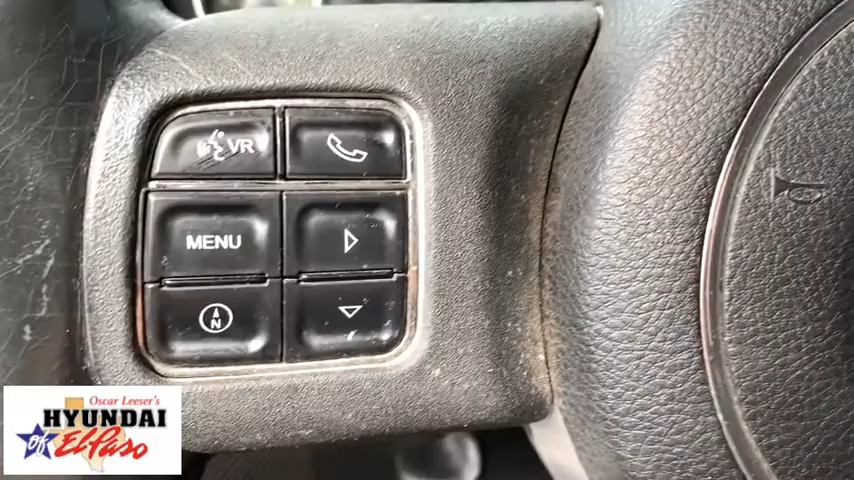 VR
MENU
N
Oscar Leeser's
HYUNDAI
of El Paso